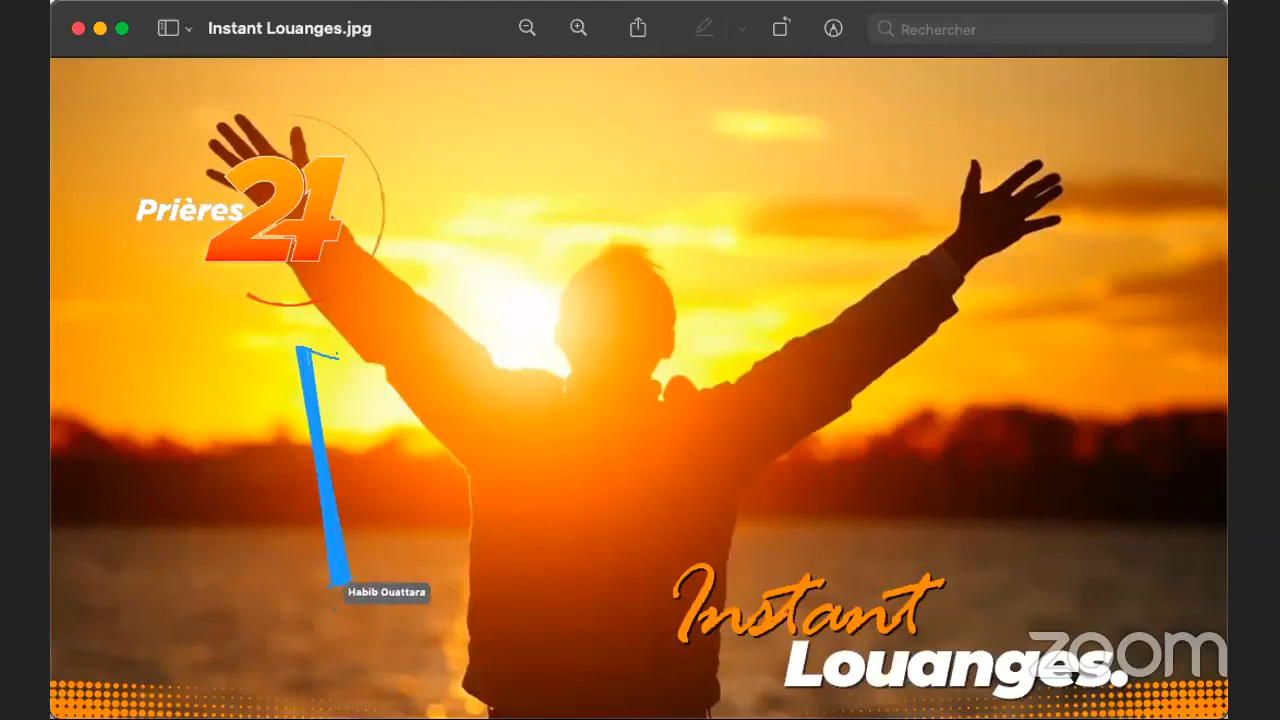 Instant Louanges.jpg
Rechercher
Prières
24
Habib Ouattara
Instant
Louanges.
zoom